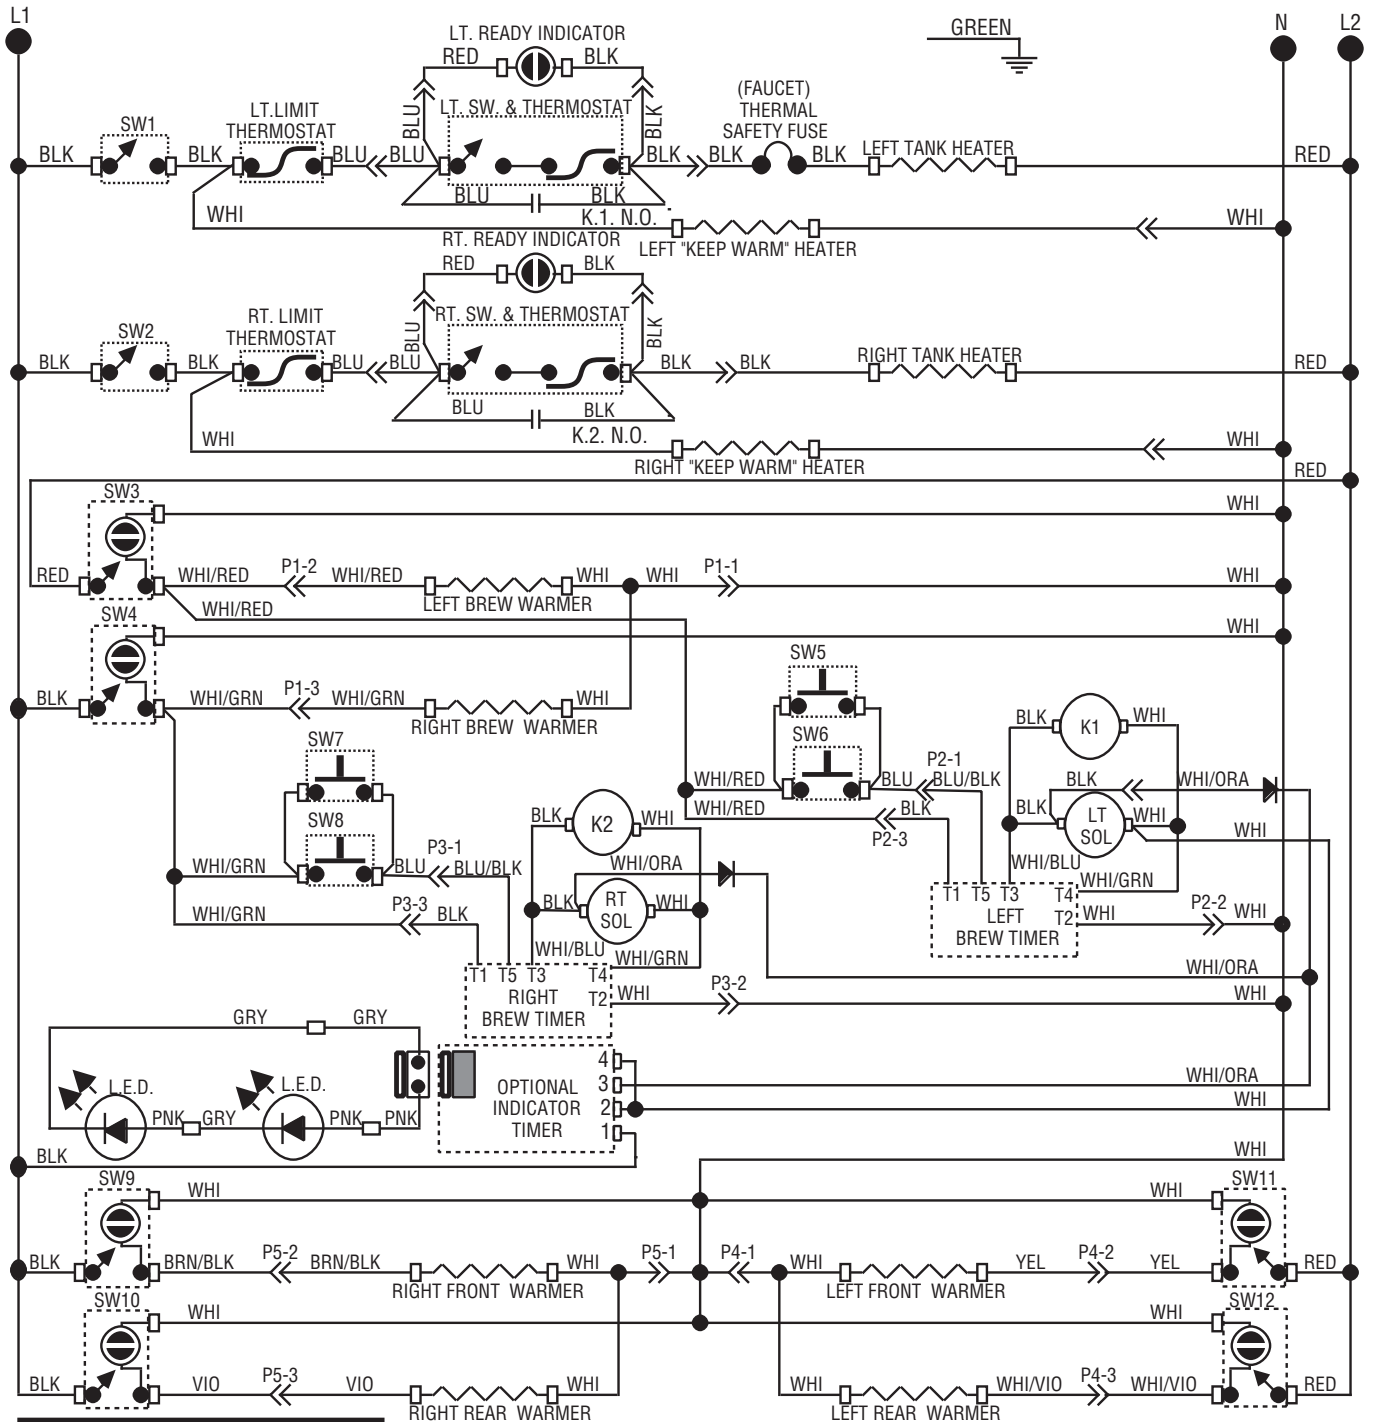 L1
N
L2
GREEN
LT. READY INDICATOR
RED
BLK
LT. SW. & THERMOSTAT
BLU
BLK
(FAUCET)
THERMAL
SAFETY FUSE
SW1
LT.LIMIT
THERMOSTAT
BLK
BLK
BLU
BLU
BLK
BLK
BLK
LEFT TANK HEATER
RED
BLU
BLK
K.1. N.O.
WHI
LEFT "KEEP WARM" HEATER
WHI
RT. READY INDICATOR
RED
BLK
RT. SW. & THERMOSTAT
BLU
BLK
SW2
RT. LIMIT
THERMOSTAT
BLK
BLK
BLU
BLU
BLK
BLK
RIGHT TANK HEATER
RED
BLU
BLK
K.2. N.O.
WHI
RIGHT "KEEP WARM" HEATER
WHI
RED
SW3
WHI
RED
WHI/RED
P1-2
WHI/RED
LEFT BREW WARMER
WHI
WHI
P1-1
WHI
WHI/RED
SW4
WHI
BLK
WHI/GRN
P1-3
WHI/GRN
RIGHT BREW WARMER
WHI
SW5
SW6
WHI/RED
BLU
P2-1
BLU/BLK
WHI/RED
BLK
P2-3
BLK
K1
WHI
BLK
WHI/ORA
BLK
LT
SOL
WHI
WHI
WHI/BLU
WHI/GRN
T1 T5 T3 T4
T2
LEFT
BREW TIMER
WHI
P2-2
WHI
SW7
SW8
WHI/GRN
BLU
P3-1
BLU/BLK
WHI/GRN
P3-3
BLK
BLK
K2
WHI
WHI/ORA
BLK
RT
SOL
WHI
WHI/BLU
WHI/GRN
T1 T5 T3 T4
T2
RIGHT
BREW TIMER
WHI
P3-2
WHI/ORA
WHI
GRY
GRY
L.E.D.
L.E.D.
PNK
GRY
PNK
PNK
OPTIONAL
INDICATOR
TIMER
4
3
2
1
WHI/ORA
WHI
BLK
WHI
SW9
WHI
WHI
SW11
BLK
BRN/BLK
P5-2
BRN/BLK
RIGHT FRONT WARMER
WHI
P5-1
P4-1
WHI
LEFT FRONT WARMER
YEL
P4-2
YEL
RED
SW10
WHI
WHI
SW12
BLK
VIO
P5-3
VIO
RIGHT REAR WARMER
WHI
WHI
LEFT REAR WARMER
WHI/VIO
P4-3
WHI/VIO
RED